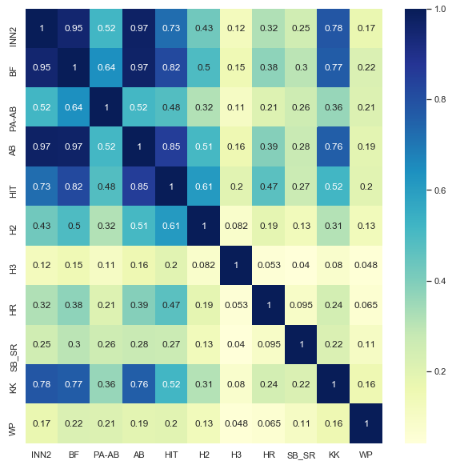 INN2 1 0.95 0.52 0.97 0.73 0.43 0.12 0.32 0.25 0.78 0.17
BF 0.95 1 0.64 0.97 0.82 0.5 0.15 0.38 0.3 0.77 0.22
PA-AB 0.52 0.64 1 0.52 0.48 0.32 0.11 0.21 0.26 0.36 0.21
AB 0.97 0.97 0.52 1 0.85 0.51 0.16 0.39 0.28 0.76 0.19
HIT 0.73 0.82 0.48 0.85 1 0.61 0.2 0.47 0.27 0.52 0.2
H2 0.43 0.5 0.32 0.51 0.61 1 0.082 0.19 0.13 0.31 0.13
H3 0.12 0.15 0.11 0.16 0.2 0.082 1 0.053 0.04 0.08 0.048
HR 0.32 0.38 0.21 0.39 0.47 0.19 0.053 1 0.095 0.24 0.065
SB_SR 0.25 0.3 0.26 0.28 0.27 0.13 0.04 0.095 1 0.22 0.11
KK 0.78 0.77 0.36 0.76 0.52 0.31 0.08 0.24 0.22 1 0.16
WP 0.17 0.22 0.21 0.19 0.2 0.13 0.048 0.065 0.11 0.16 1
INN2 BF PA-AB AB HIT H2 H3 HR SB_SR KK WP
1.0
0.8
0.6
0.4
0.2